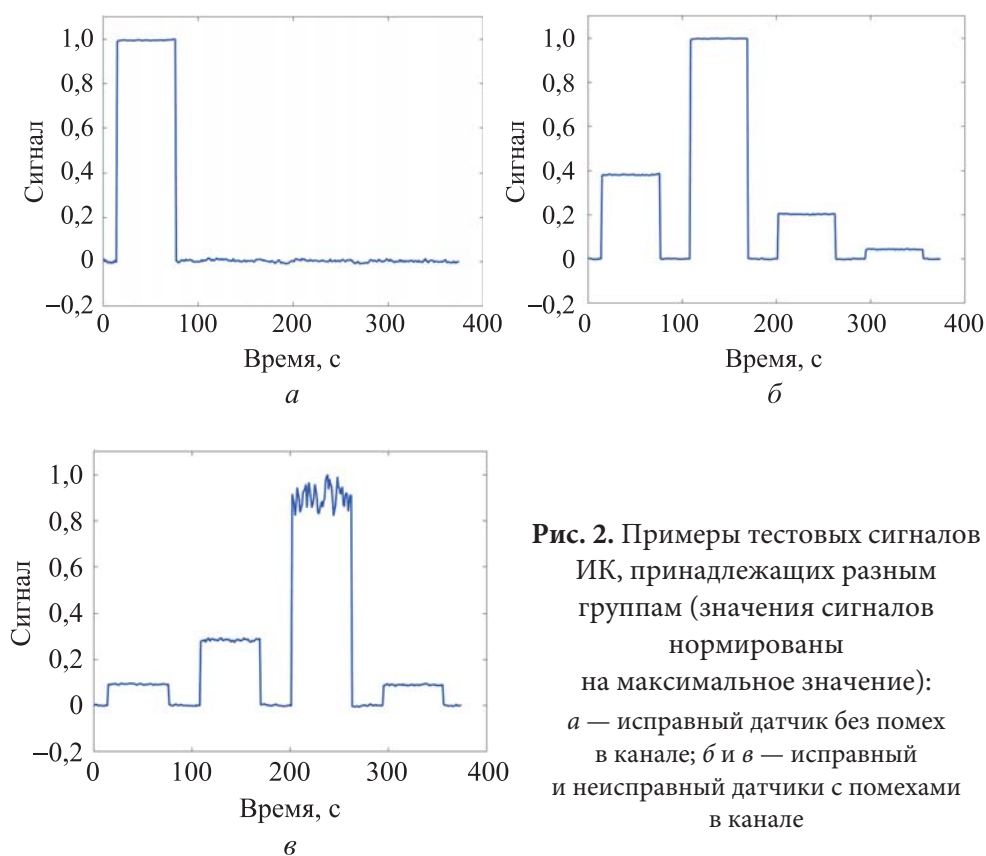 1,0
0,8
0,6
0,4
0,2
0
−0,2
Сигнал
0 100 200 300 400
Время, с
а
1,0
0,8
0,6
0,4
0,2
0
−0,2
Сигнал
0 100 200 300 400
Время, с
б
1,0
0,8
0,6
0,4
0,2
0
−0,2
Сигнал
0 100 200 300 400
Время, с
в
Рис. 2. Примеры тестовых сигналов
ИК, принадлежащих разным
группам (значения сигналов
нормированы
на максимальное значение):
а — исправный датчик без помех
в канале; б и в — исправный
и неисправный датчики с помехами
в канале